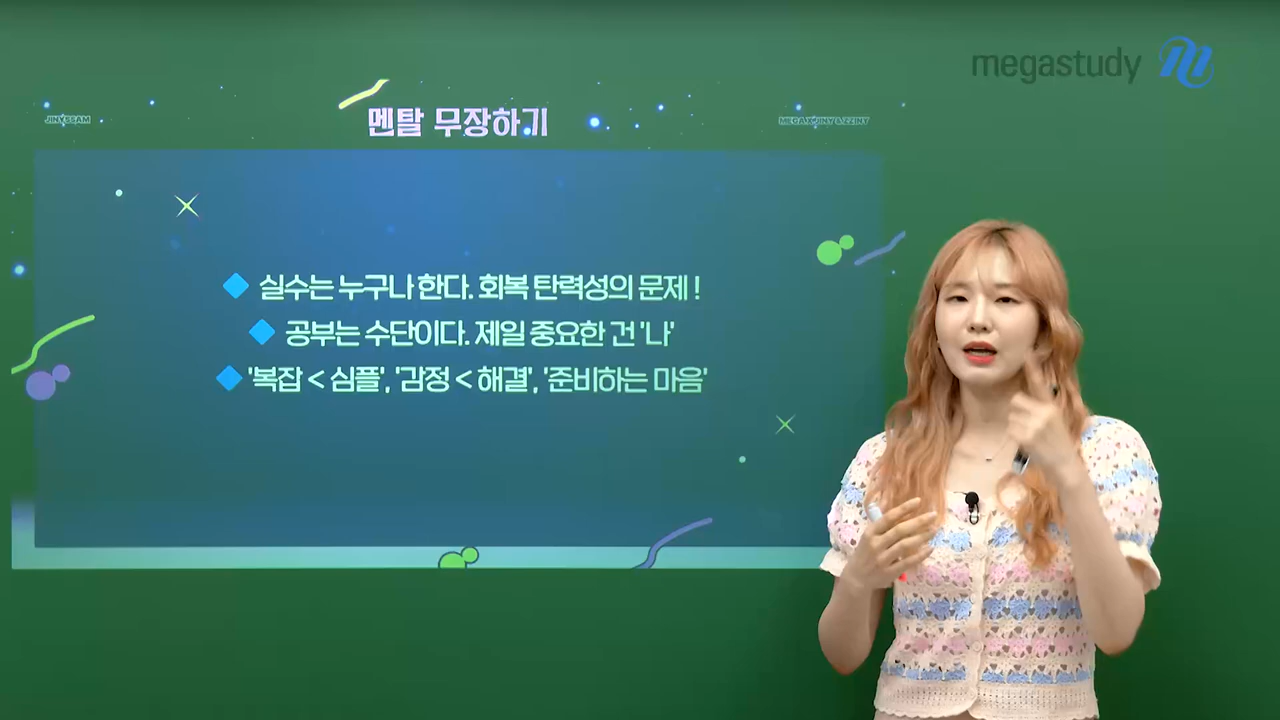 megastudy
JINYSSAM
멘탈 무장하기
실수는 누구나 한다. 회복 탄력성의 문제 !
공부는 수단이다. 제일 중요한 건 '나'
'복잡 < 심플', '감정 < 해결', '준비하는 마음'